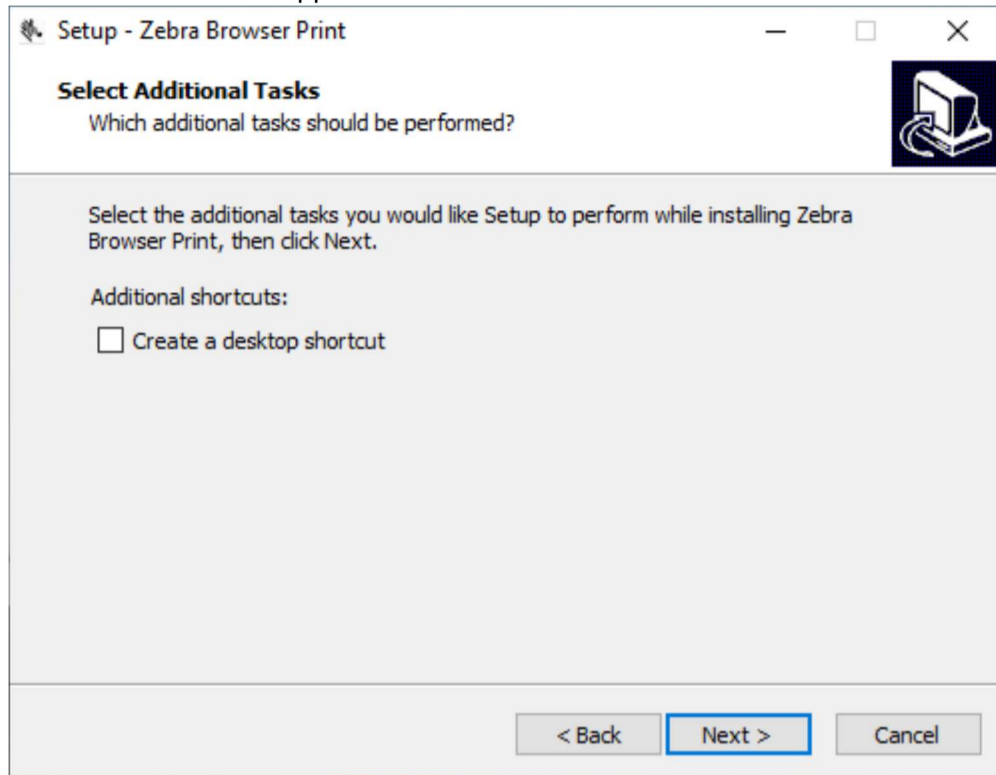 Setup - Zebra Browser Print
Select Additional Tasks
Which additional tasks should be performed?
Select the additional tasks you would like Setup to perform while installing Zebra
Browser Print, then click Next.
Additional shortcuts:
Create a desktop shortcut
< Back Next > Cancel